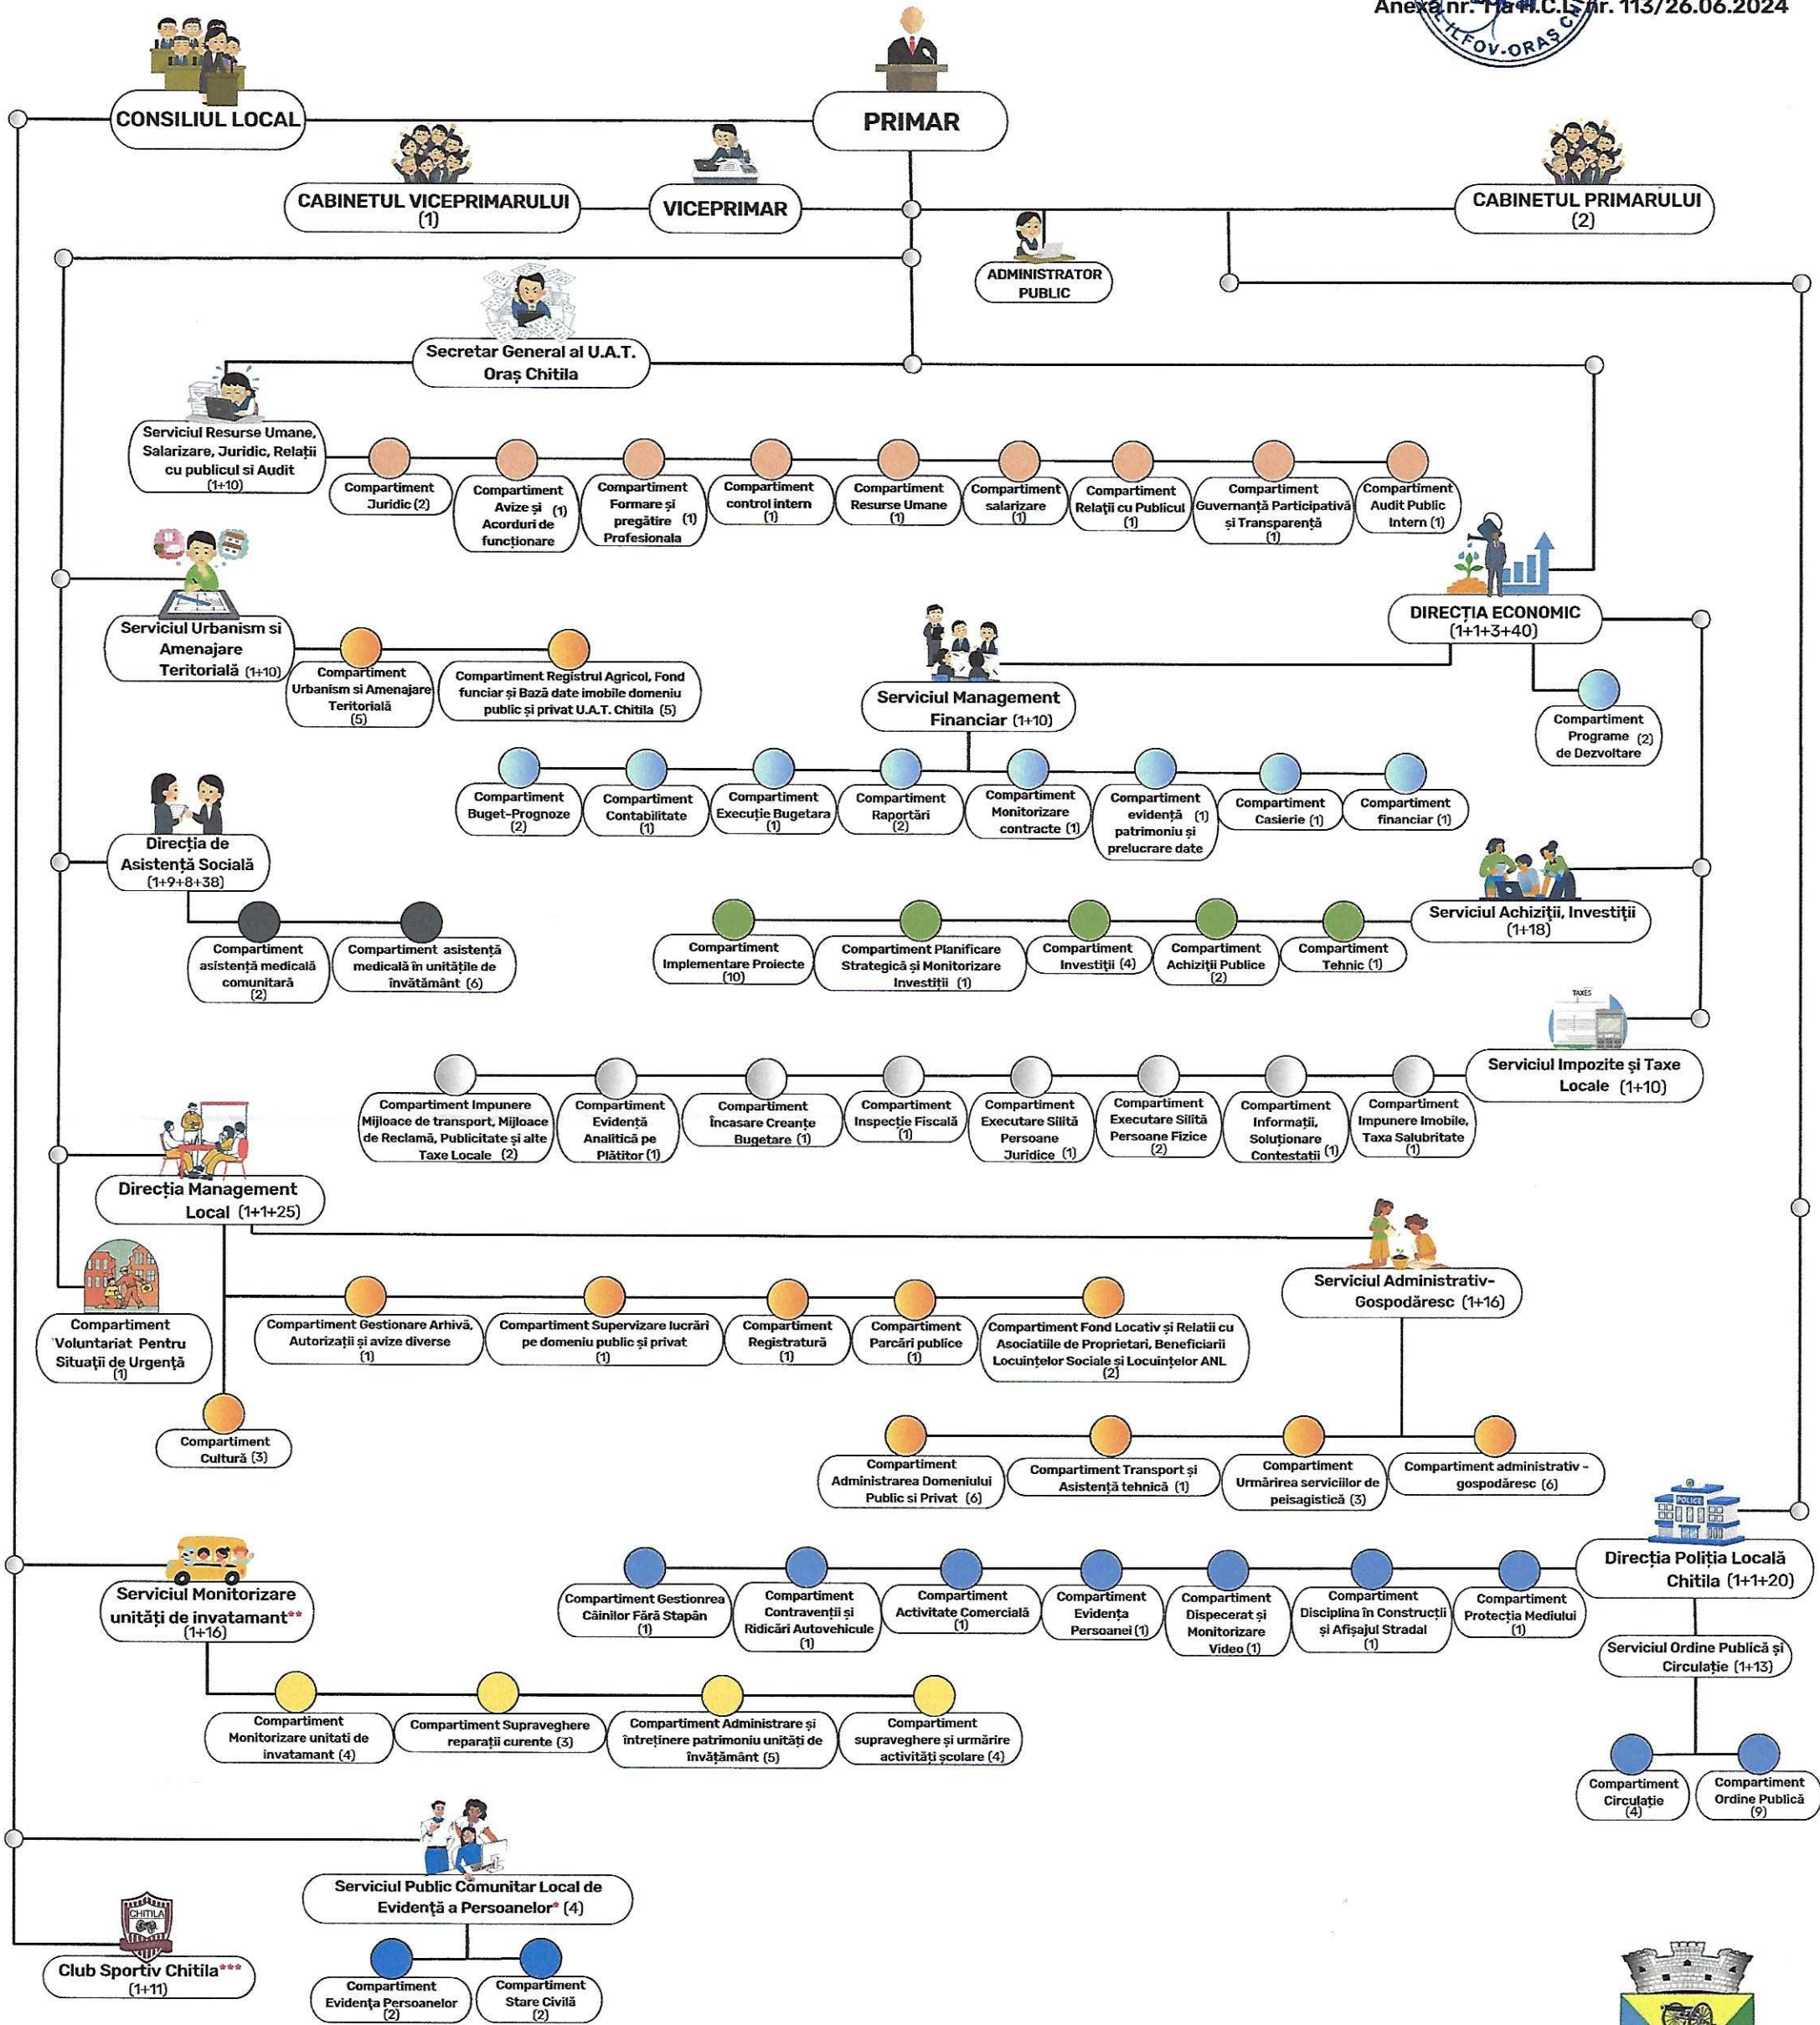 Anexa nr. 1 la H.C.L. nr. 113/26.06.2024
ILFOV-ORAȘ
CONSILIUL LOCAL
PRIMAR
CABINETUL VICEPRIMARULUI
(1)
VICEPRIMAR
CABINETUL PRIMARULUI
(2)
ADMINISTRATOR
PUBLIC
Secretar General al U.A.T.
Oraș Chitila
Serviciul Resurse Umane,
Salarizare, Juridic, Relații
cu publicul si Audit
(1+10)
Compartiment
Juridic (2)
Compartiment
Avize și (1)
Acorduri de
funcționare
Compartiment
Formare și
pregătire (1)
Profesionala
Compartiment
control intern
(1)
Compartiment
Resurse Umane
(1)
Compartiment
salarizare
(1)
Compartiment
Relații cu Publicul
(1)
Compartiment
Guvernanță Participativă
și Transparență
(1)
Compartiment
Audit Public
Intern (1)
Serviciul Urbanism si
Amenajare
Teritorială (1+10)
Compartiment
Urbanism si Amenajare
Teritorială
(5)
Compartiment Registrul Agricol, Fond
funciar și Bază date imobile domeniu
public și privat U.A.T. Chitila (5)
DIRECȚIA ECONOMIC
(1+1+3+40)
Serviciul Management
Financiar (1+10)
Compartiment
Programe (2)
de Dezvoltare
Compartiment
Buget-Prognoze
(2)
Compartiment
Contabilitate
(1)
Compartiment
Execuție Bugetara
(1)
Compartiment
Raportări
(2)
Compartiment
Monitorizare
contracte (1)
Compartiment
evidență (1)
patrimoniu și
prelucrare date
Compartiment
Casierie (1)
Compartiment
financiar (1)
Direcția de
Asistență Socială
(1+9+8+38)
Compartiment
asistență medicală
comunitară
(2)
Compartiment asistență
medicală în unitățile de
învătământ (6)
Serviciul Achiziții, Investiții
(1+18)
Compartiment
Implementare Proiecte
(10)
Compartiment Planificare
Strategică și Monitorizare
Investiții (1)
Compartiment
Investiții (4)
Compartiment
Achiziții Publice
(2)
Compartiment
Tehnic (1)
TAXES
Serviciul Impozite și Taxe
Locale (1+10)
Compartiment Impunere
Mijloace de transport, Mijloace
de Reclamă, Publicitate și alte
Taxe Locale (2)
Compartiment
Evidență
Analitică pe
Plătitor (1)
Compartiment
Încasare Creanțe
Bugetare (1)
Compartiment
Inspecție Fiscală
(1)
Compartiment
Executare Silită
Persoane
Juridice (1)
Compartiment
Executare Silită
Persoane Fizice
(2)
Compartiment
Informații,
Soluționare
Contestatii (1)
Compartiment
Impunere Imobile,
Taxa Salubritate
(1)
Direcția Management
Local (1+1+25)
Compartiment
Voluntariat Pentru
Situații de Urgență
(1)
Compartiment Gestionare Arhivă,
Autorizații și avize diverse
(1)
Compartiment Supervizare lucrări
pe domeniu public și privat
(1)
Compartiment
Registratură
(1)
Compartiment
Parcări publice
(1)
Compartiment Fond Locativ și Relatii cu
Asociatiile de Proprietari, Beneficiarii
Locuințelor Sociale și Locuințelor ANL
(2)
Serviciul Administrativ-
Gospodăresc (1+16)
Compartiment
Cultură (3)
Compartiment
Administrarea Domeniului
Public si Privat (6)
Compartiment Transport și
Asistență tehnică (1)
Compartiment
Urmărirea serviciilor de
peisagistică (3)
Compartiment administrativ -
gospodăresc (6)
POLICE
Direcția Poliția Locală
Chitila (1+1+20)
Serviciul Monitorizare
unități de invatamant**
(1+16)
Compartiment Gestionrea
Câinilor Fără Stapân
(1)
Compartiment
Contravenții și
Ridicări Autovehicule
(1)
Compartiment
Activitate Comercială
(1)
Compartiment
Evidența
Persoanei (1)
Compartiment
Dispecerat și
Monitorizare
Video (1)
Compartiment
Disciplina în Construcții
și Afișajul Stradal
(1)
Compartiment
Protecția Mediului
(1)
Serviciul Ordine Publică și
Circulație (1+13)
Compartiment
Monitorizare unitati de
invatamant (4)
Compartiment Supraveghere
reparații curente (3)
Compartiment Administrare și
întreținere patrimoniu unități de
învățământ (5)
Compartiment
supraveghere și urmărire
activități școlare (4)
Compartiment
Circulație
(4)
Compartiment
Ordine Publică
(9)
Serviciul Public Comunitar Local de
Evidență a Persoanelor* (4)
CHITILA
Club Sportiv Chitila***
(1+11)
Compartiment
Evidența Persoanelor
(2)
Compartiment
Stare Civilă
(2)